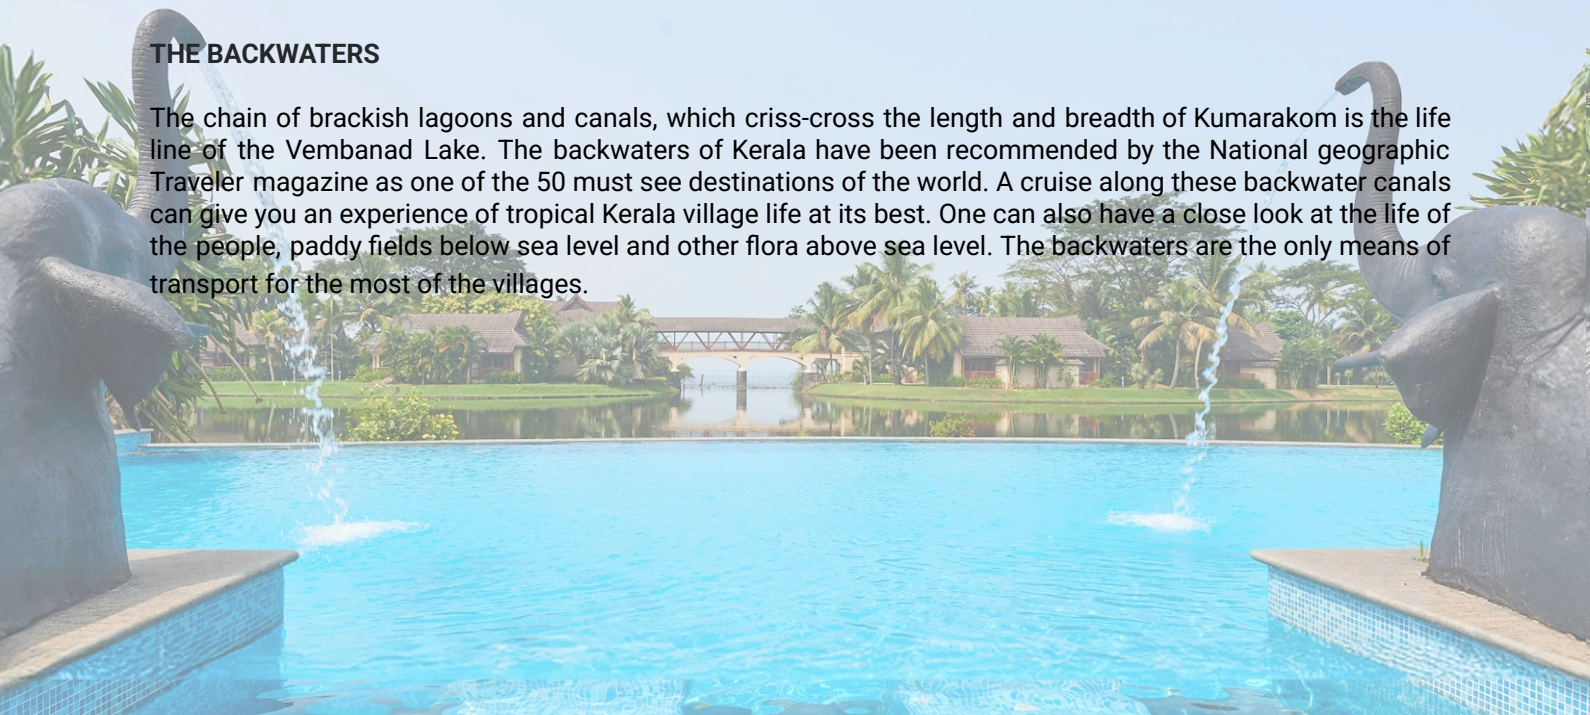 THE BACKWATERS
The chain of brackish lagoons and canals, which criss-cross the length and breadth of Kumarakom is the life
line of the Vembanad Lake. The backwaters of Kerala have been recommended by the National geographic
Traveler magazine as one of the 50 must see destinations of the world. A cruise along these backwater canals
can give you an experience of tropical Kerala village life at its best. One can also have a close look at the life of
the people, paddy fields below sea level and other flora above sea level. The backwaters are the only means of
transport for the most of the villages.